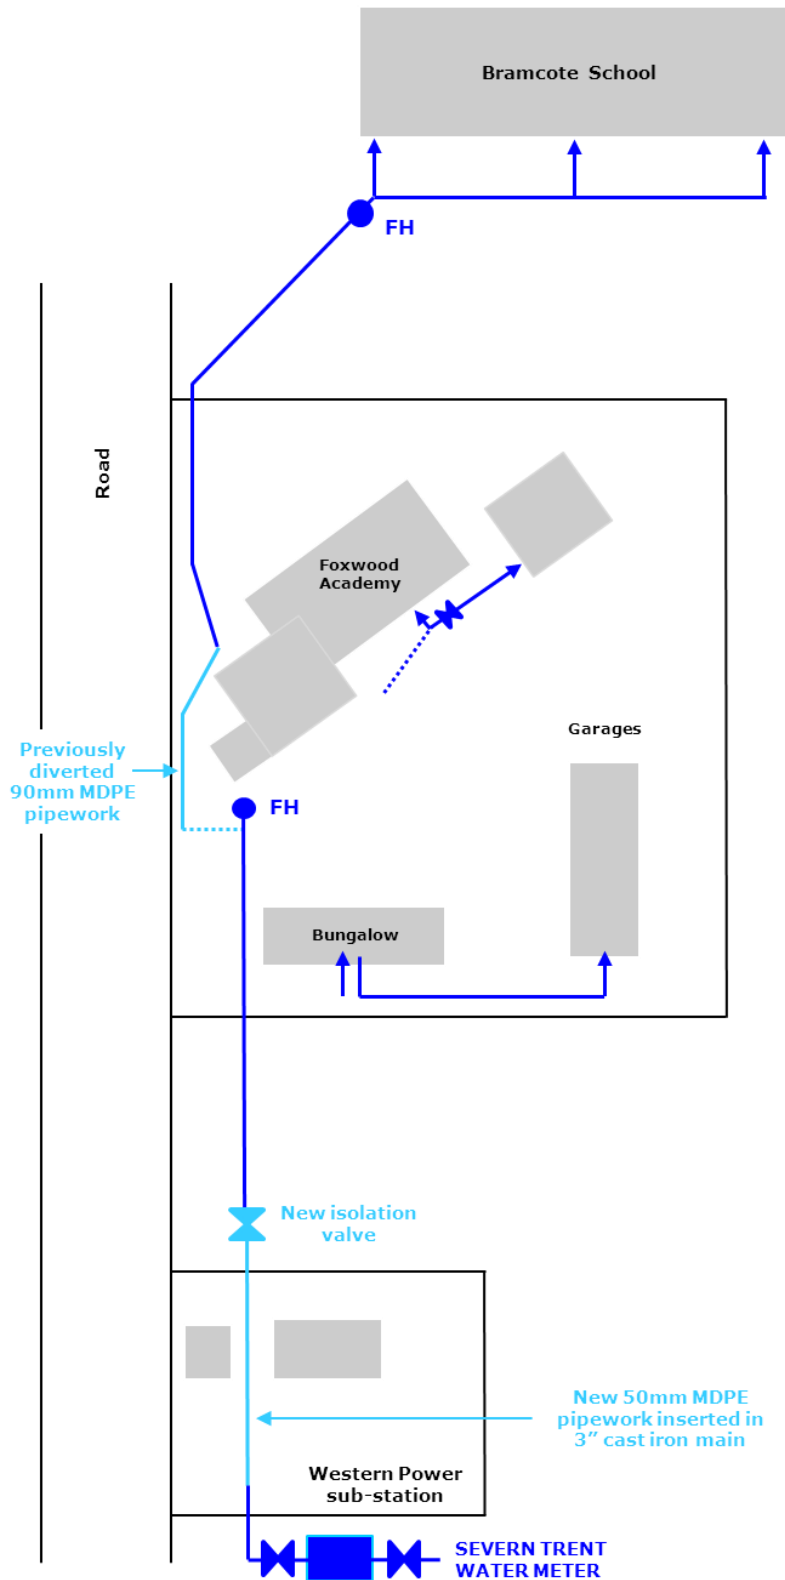 Bramcote School
FH
Road
Foxwood
Academy
Garages
Previously
diverted
90mm MDPE
pipework
FH
Bungalow
New isolation
valve
New 50mm MDPE
pipework inserted in
3” cast iron main
Western Power
sub-station
SEVERN TRENT
WATER METER